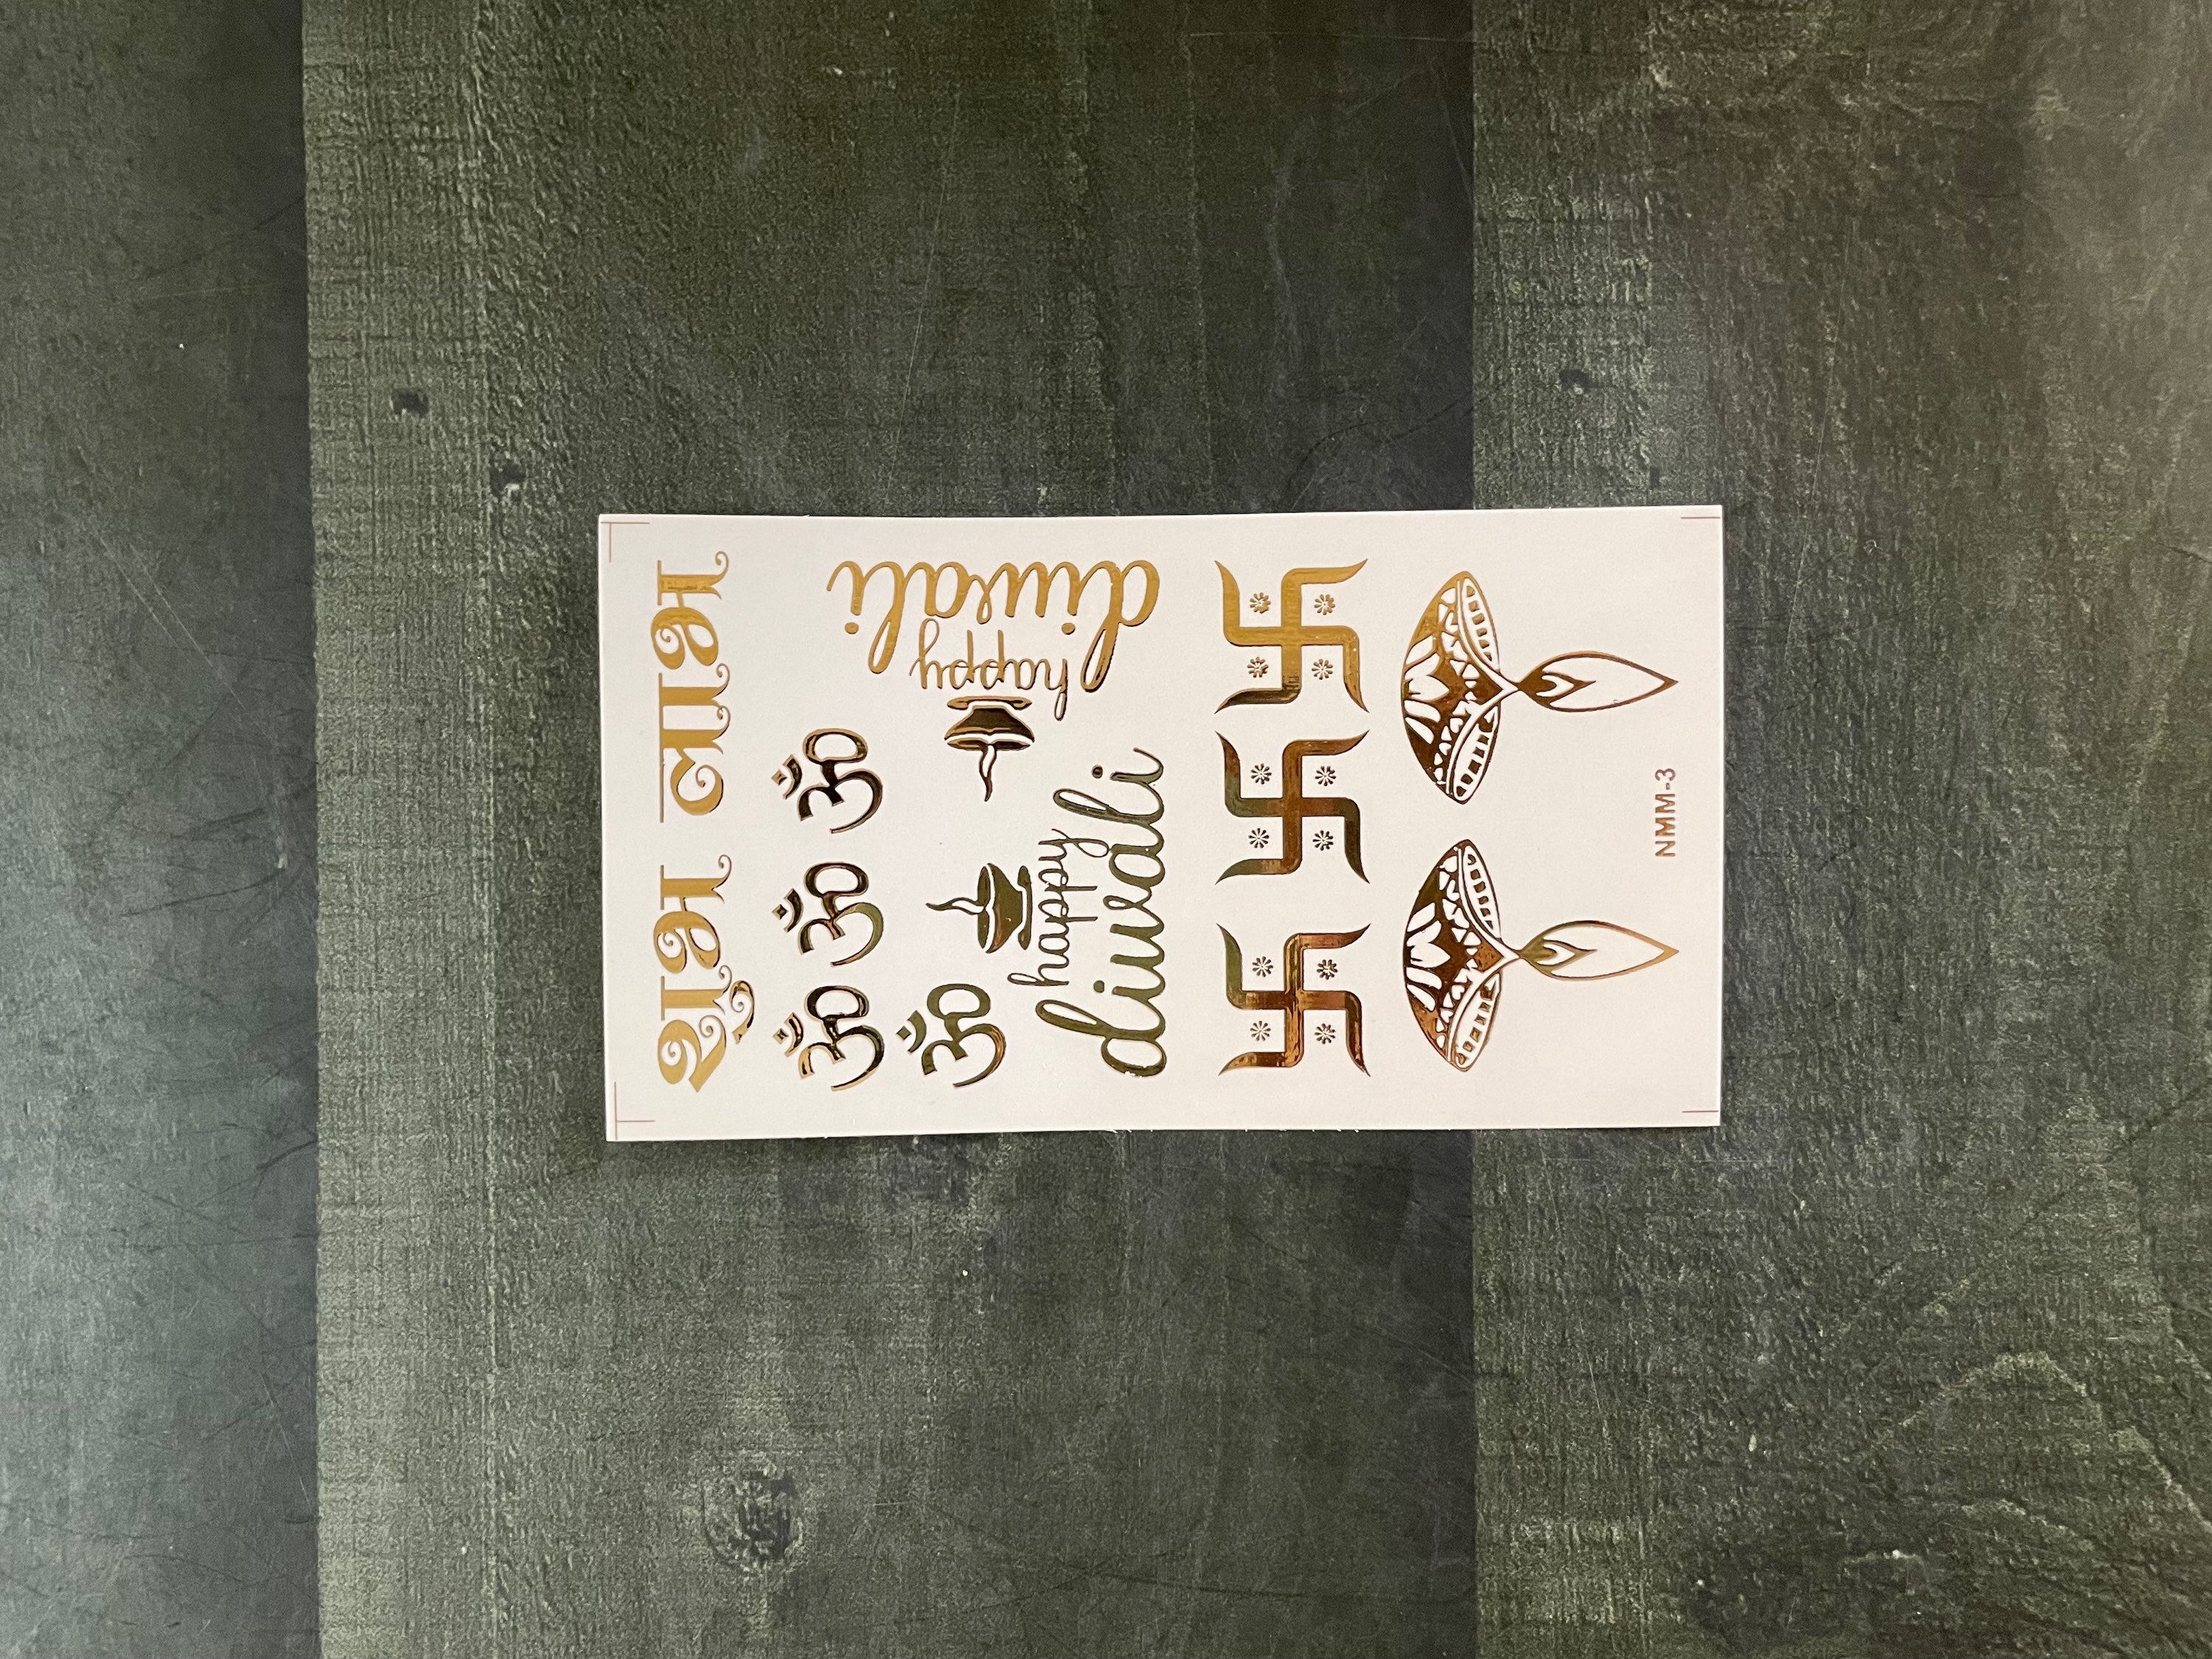 शुभ लाभ
ॐ ॐ ॐ
ॐ
happy
diwali
happy
diwali
NMM-3